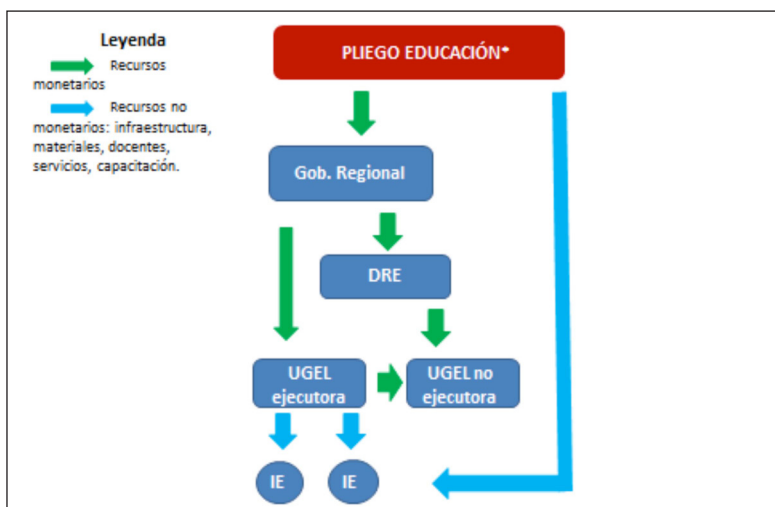 Leyenda
Recursos
monetarios
Recursos no
monetarios: infraestructura,
materiales, docentes,
servicios, capacitación.
PLIEGO EDUCACIÓN*
Gob. Regional
DRE
UGEL
ejecutora
UGEL no
ejecutora
IE
IE